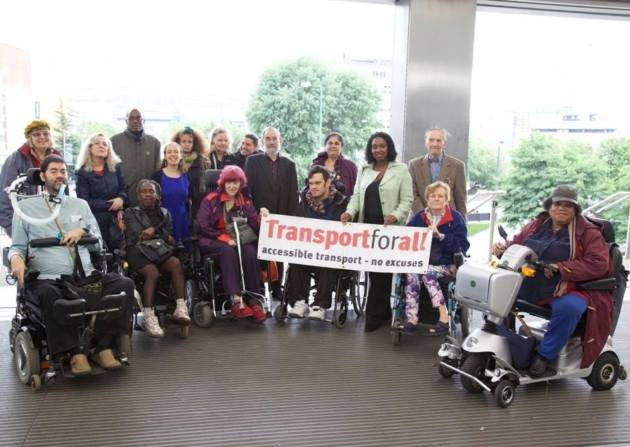 Transportforall
accessible transport - no excuses